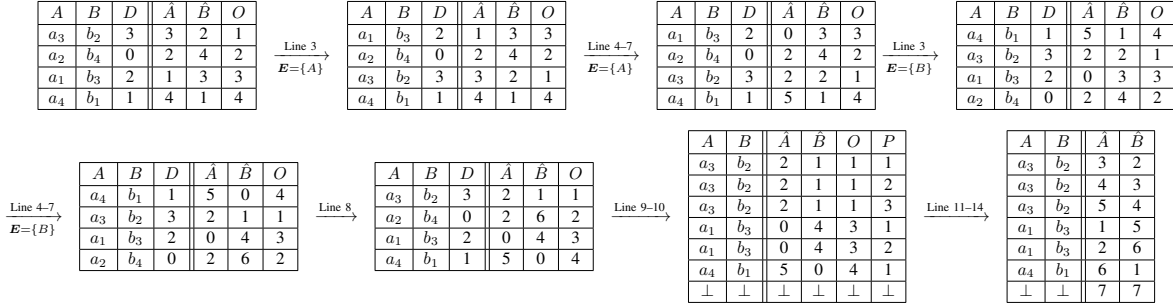 A B D Â B̂ O
a₃ b₂ 3 3 2 1
a₂ b₄ 0 2 4 2
a₁ b₃ 2 1 3 3
a₄ b₁ 1 4 1 4
Line 3
E={A}
A B D Â B̂ O
a₁ b₃ 2 1 3 3
a₂ b₄ 0 2 4 2
a₃ b₂ 3 3 2 1
a₄ b₁ 1 4 1 4
Line 4–7
E={A}
A B D Â B̂ O
a₁ b₃ 2 0 3 3
a₂ b₄ 0 2 4 2
a₃ b₂ 3 2 2 1
a₄ b₁ 1 5 1 4
Line 3
E={B}
A B D Â B̂ O
a₄ b₁ 1 5 1 4
a₃ b₂ 3 2 2 1
a₁ b₃ 2 0 3 3
a₂ b₄ 0 2 4 2
Line 4–7
E={B}
A B D Â B̂ O
a₄ b₁ 1 5 0 4
a₃ b₂ 3 2 1 1
a₁ b₃ 2 0 4 3
a₂ b₄ 0 2 6 2
Line 8
A B D Â B̂ O
a₃ b₂ 3 2 1 1
a₂ b₄ 0 2 6 2
a₁ b₃ 2 0 4 3
a₄ b₁ 1 5 0 4
Line 9–10
A B Â B̂ O P
a₃ b₂ 2 1 1 1
a₃ b₂ 2 1 1 2
a₃ b₂ 2 1 1 3
a₁ b₃ 0 4 3 1
a₁ b₃ 0 4 3 2
a₄ b₁ 5 0 4 1
⊥ ⊥ ⊥ ⊥ ⊥ ⊥
Line 11–14
A B Â B̂
a₃ b₂ 3 2
a₃ b₂ 4 3
a₃ b₂ 5 4
a₁ b₃ 1 5
a₁ b₃ 2 6
a₄ b₁ 6 1
⊥ ⊥ 7 7